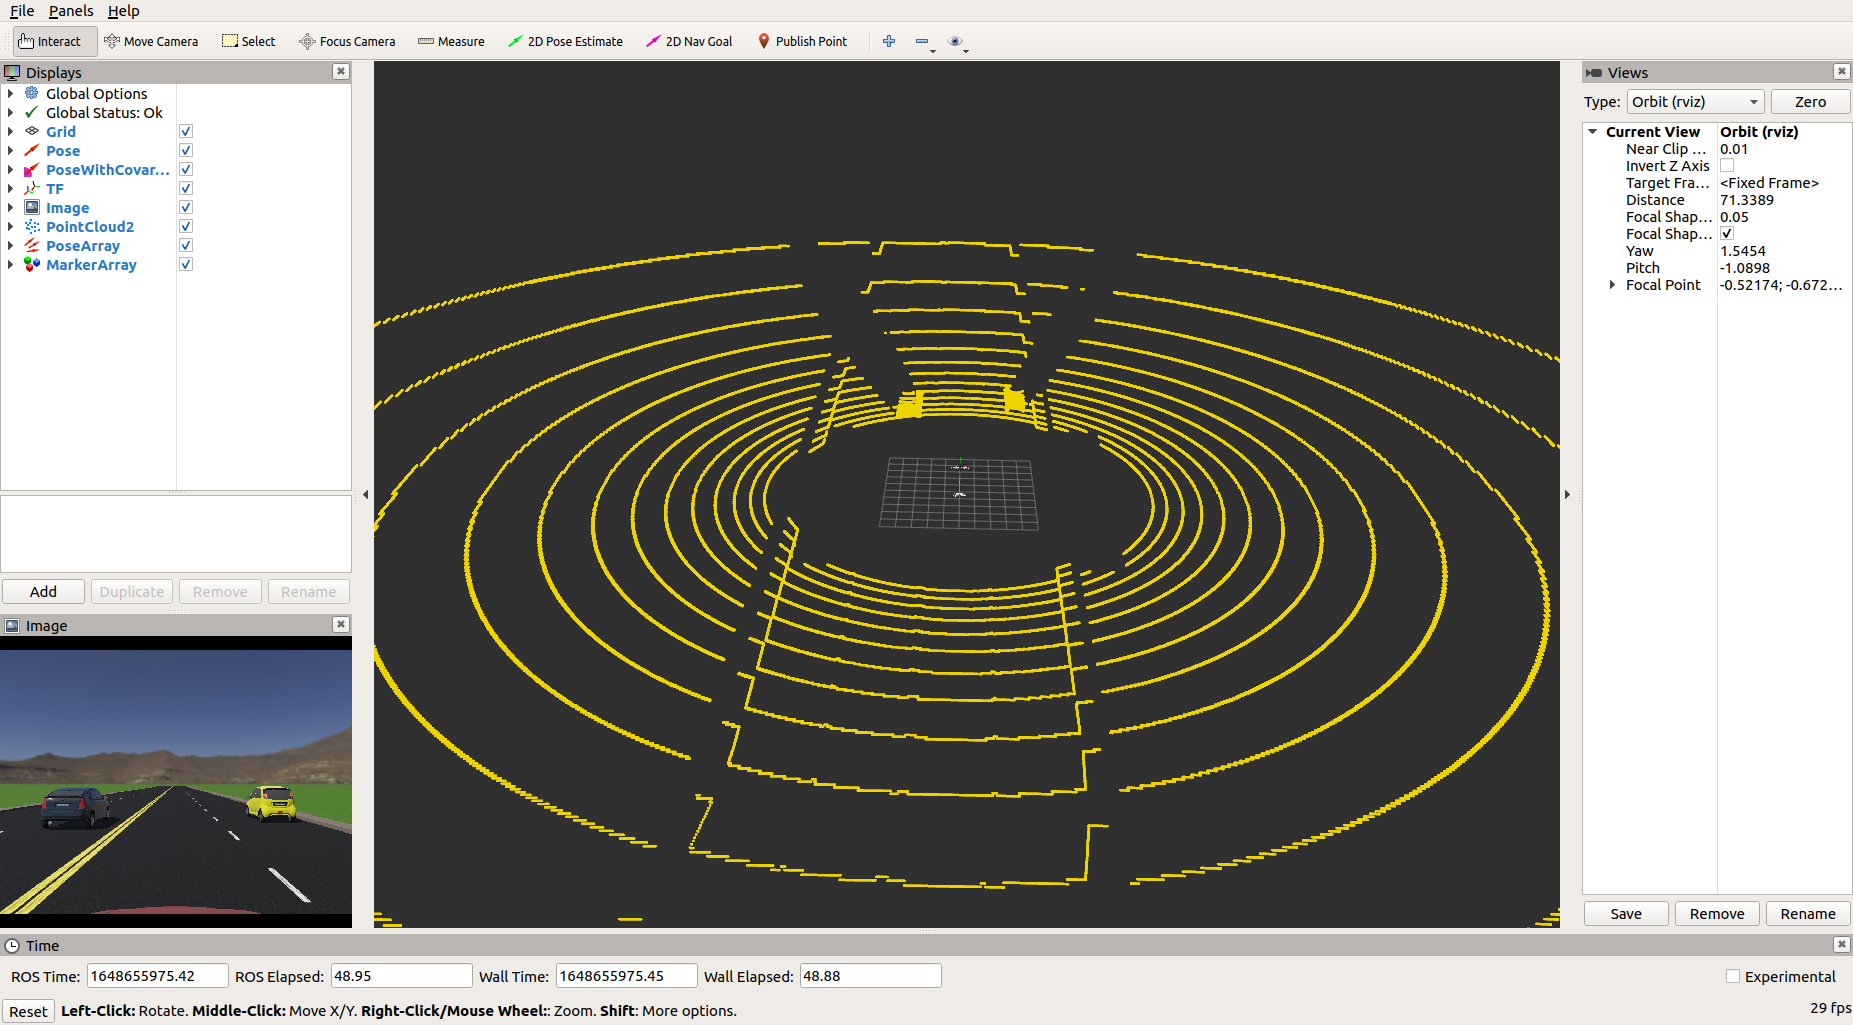 File Panels Help
Interact Move Camera Select Focus Camera Measure 2D Pose Estimate 2D Nav Goal Publish Point
Displays
Global Options
Global Status: Ok
Grid
Pose
PoseWithCovar...
TF
Image
PointCloud2
PoseArray
MarkerArray
Add Duplicate Remove Rename
Image
Views
Type: Orbit (rviz) Zero
Current View Orbit (rviz)
Near Clip ... 0.01
Invert Z Axis
Target Fra... <Fixed Frame>
Distance 71.3389
Focal Shap... 0.05
Focal Shap...
Yaw 1.5454
Pitch -1.0898
Focal Point -0.52174; -0.672...
Save Remove Rename
Time
ROS Time: 1648655975.42 ROS Elapsed: 48.95 Wall Time: 1648655975.45 Wall Elapsed: 48.88 Experimental
Reset Left-Click: Rotate. Middle-Click: Move X/Y. Right-Click/Mouse Wheel:: Zoom. Shift: More options. 29 fps